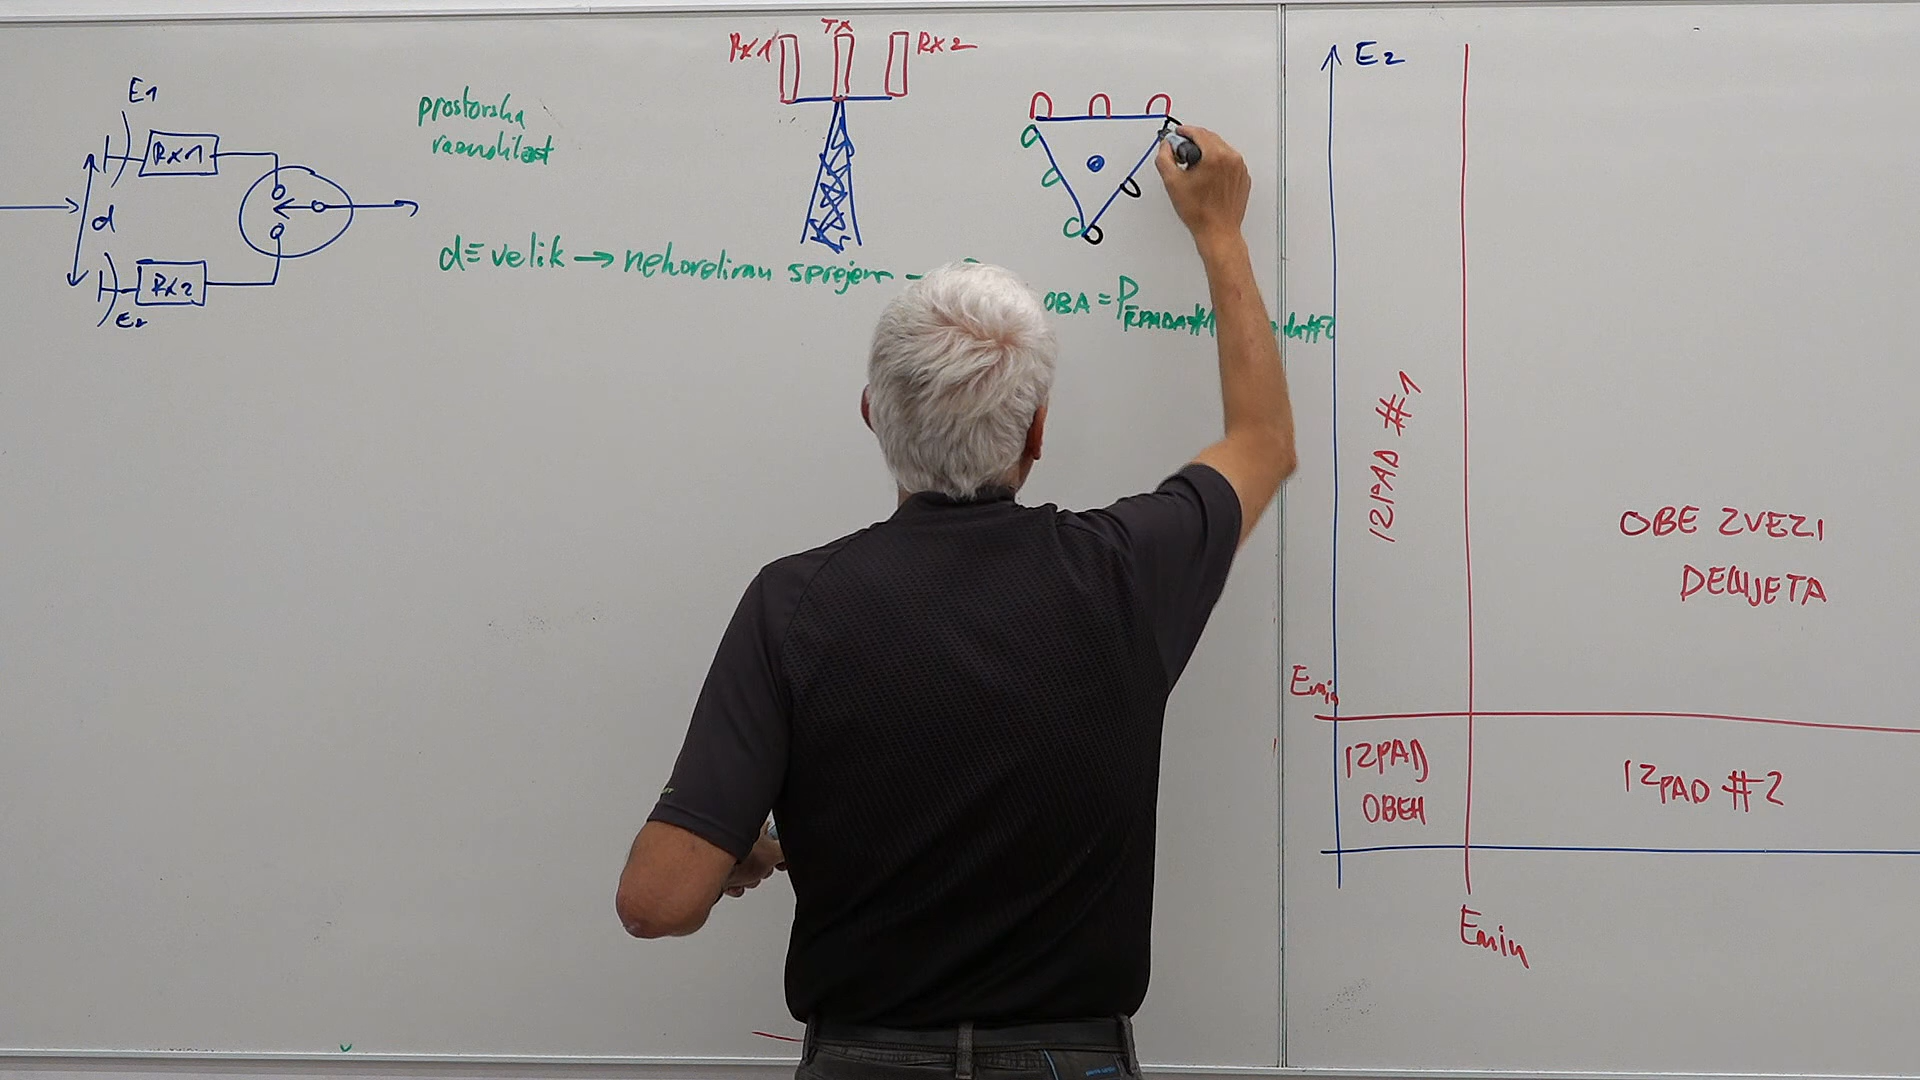 E1
Rx1
d
Rx2
E2
prostorska
Rx1
TX
Rx2
d = velik → nekoreliran sprejem →
OBA = P
E2
IZPAD #1
OBE ZVEZI
DELUJETA
Emin
IZPAD
OBEH
IZPAD #2
Emin